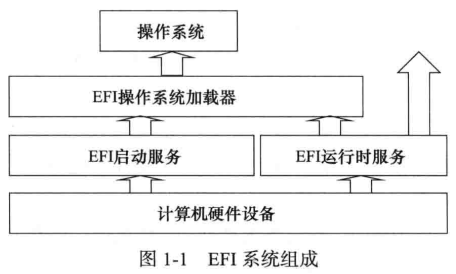 操作系统
EFI操作系统加载器
EFI启动服务
EFI运行时服务
计算机硬件设备
图 1-1 EFI 系统组成